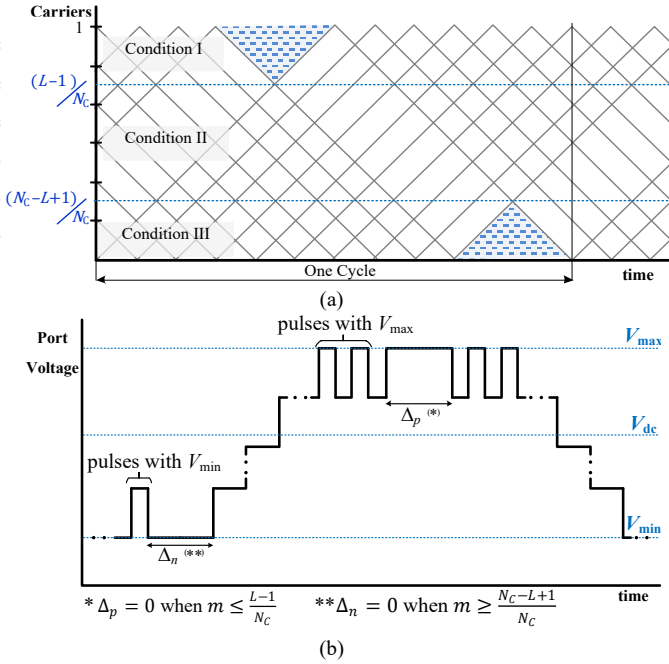 Carriers
1
Condition I
(L−1)/N_C
Condition II
(N_C−L+1)/N_C
Condition III
One Cycle
time
(a)
pulses with V_max
Port
Voltage
V_max
Δ_p (*)
V_dc
pulses with V_min
V_min
Δ_n (**)
time
* Δ_p = 0 when m ≤ (L−1)/N_C    ** Δ_n = 0 when m ≥ (N_C−L+1)/N_C
(b)